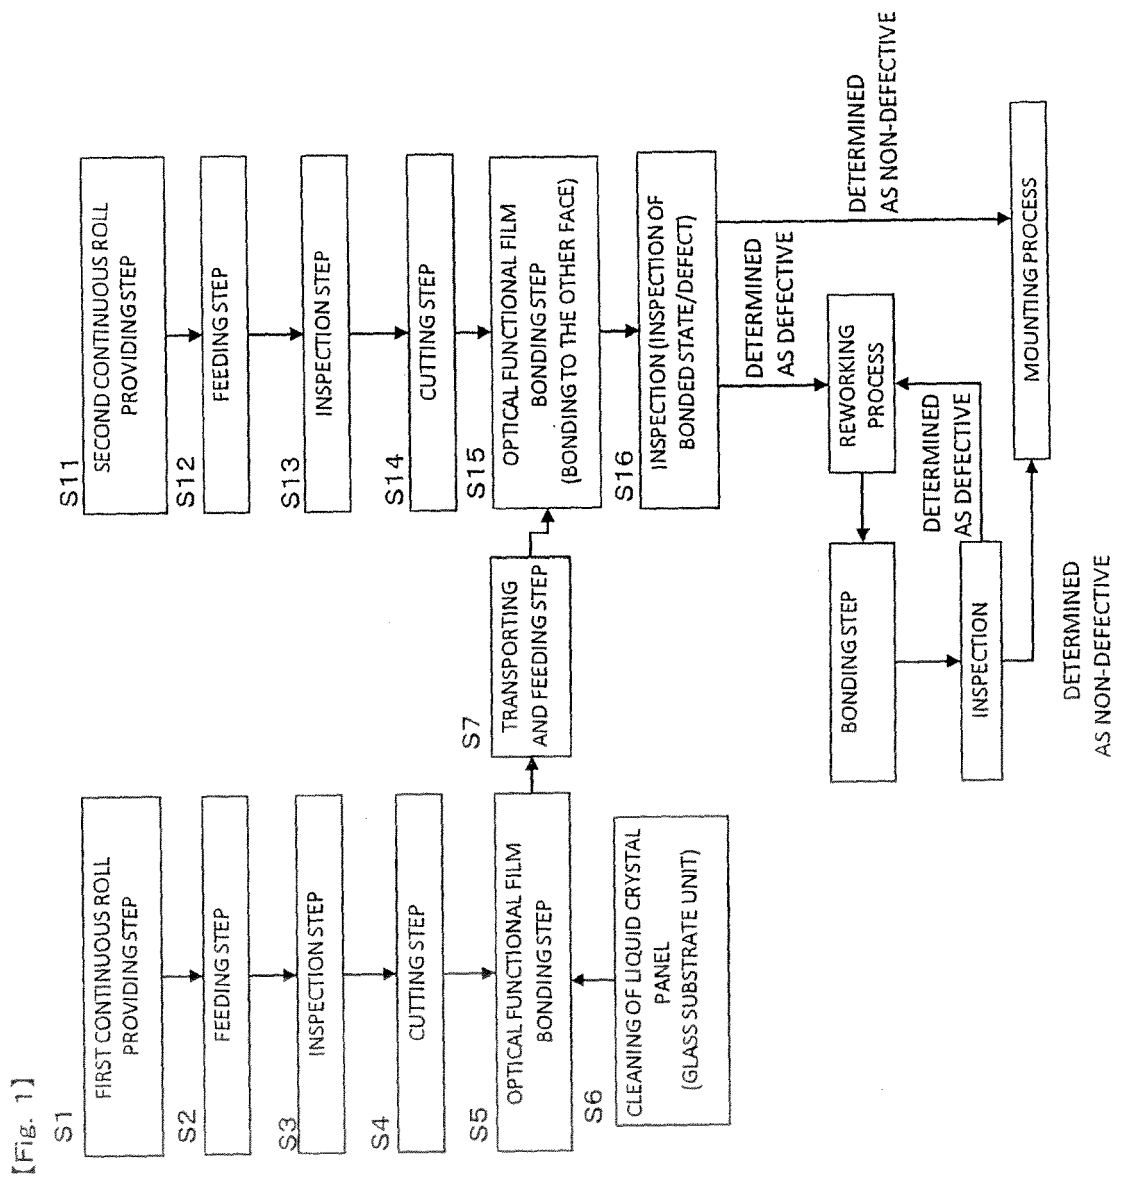 [Fig. 1]
S1
FIRST CONTINUOUS ROLL
PROVIDING STEP
S2
FEEDING STEP
S3
INSPECTION STEP
S4
CUTTING STEP
S5
OPTICAL FUNCTIONAL FILM
BONDING STEP
S6
CLEANING OF LIQUID CRYSTAL
PANEL
(GLASS SUBSTRATE UNIT)
S7
TRANSPORTING
AND FEEDING STEP
S11
SECOND CONTINUOUS ROLL
PROVIDING STEP
S12
FEEDING STEP
S13
INSPECTION STEP
S14
CUTTING STEP
S15
OPTICAL FUNCTIONAL FILM
BONDING STEP
(BONDING TO THE OTHER FACE)
S16
INSPECTION (INSPECTION OF
BONDED STATE/DEFECT)
DETERMINED
AS DEFECTIVE
DETERMINED
AS NON-DEFECTIVE
REWORKING
PROCESS
BONDING STEP
INSPECTION
DETERMINED
AS DEFECTIVE
DETERMINED
AS NON-DEFECTIVE
MOUNTING PROCESS